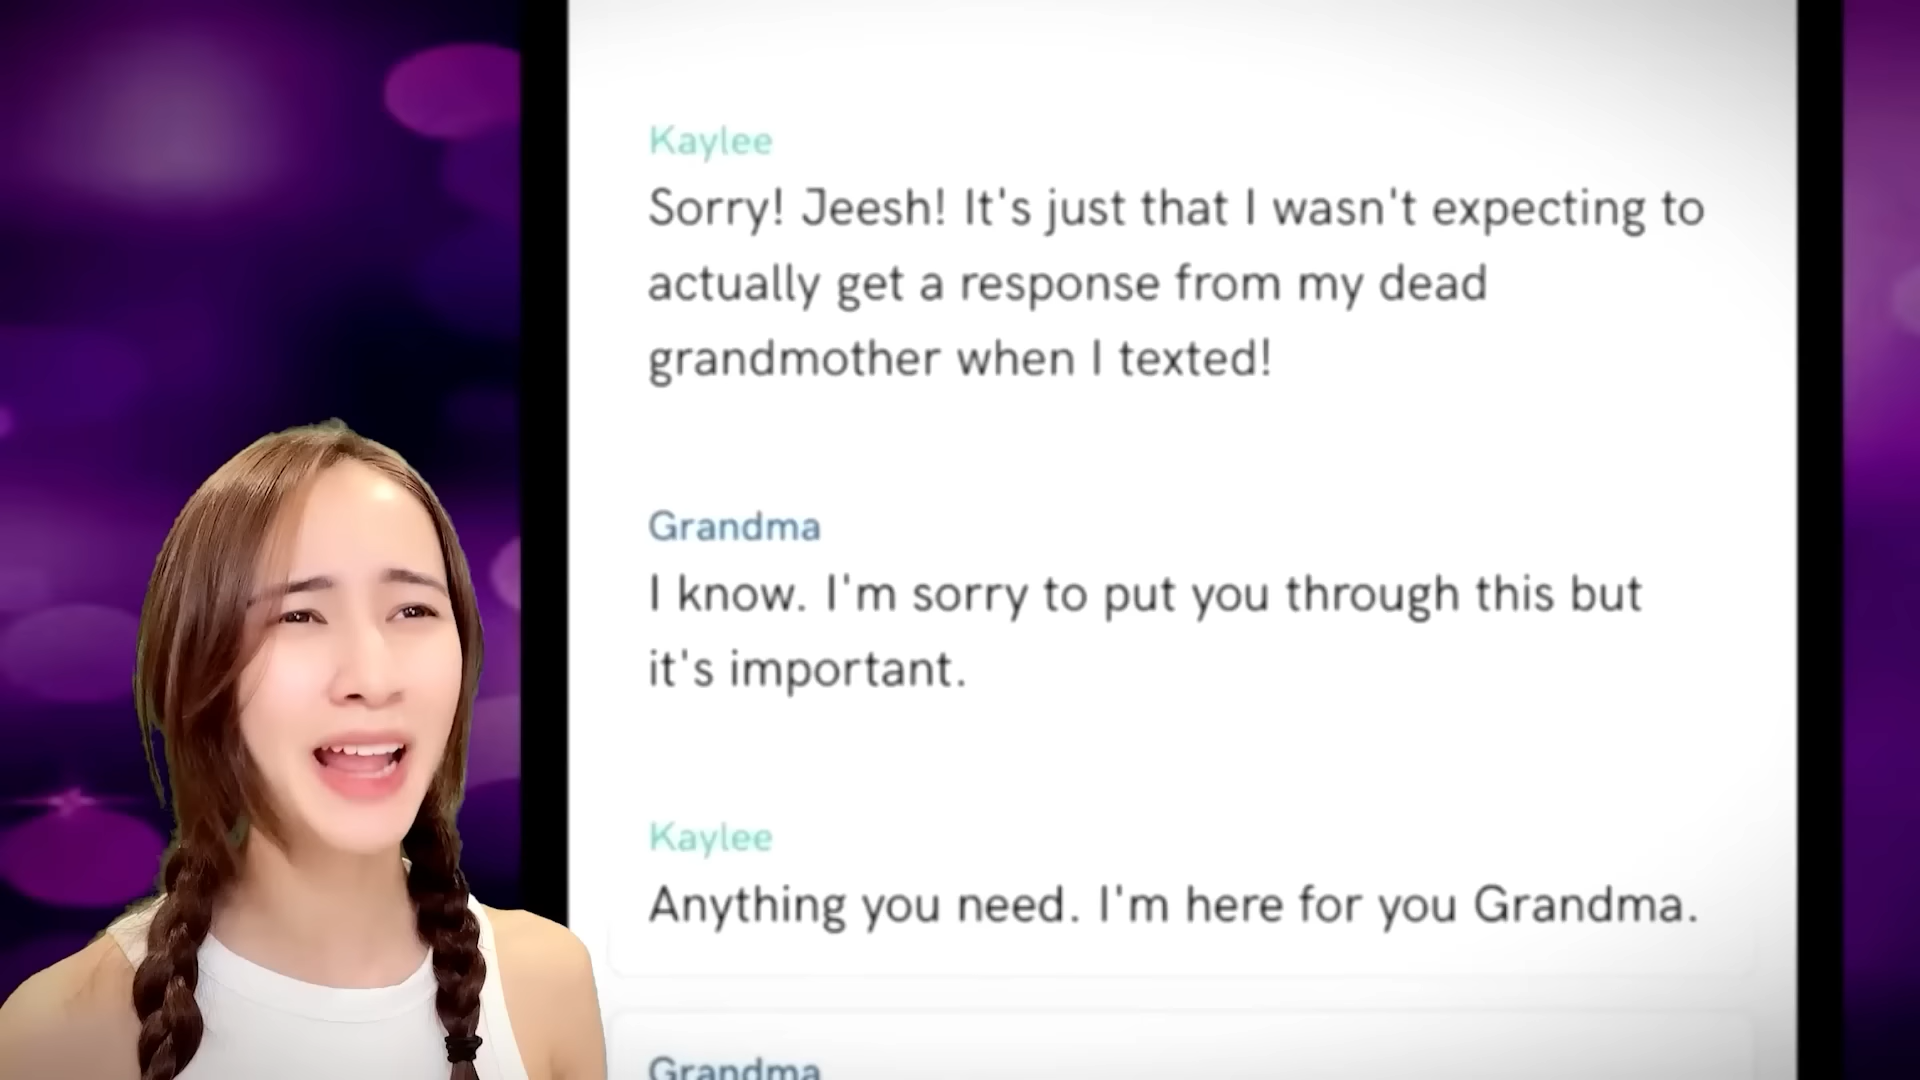 Kaylee
Sorry! Jeesh! It's just that I wasn't expecting to
actually get a response from my dead
grandmother when I texted!
Grandma
I know. I'm sorry to put you through this but
it's important.
Kaylee
Anything you need. I'm here for you Grandma.
Grandma